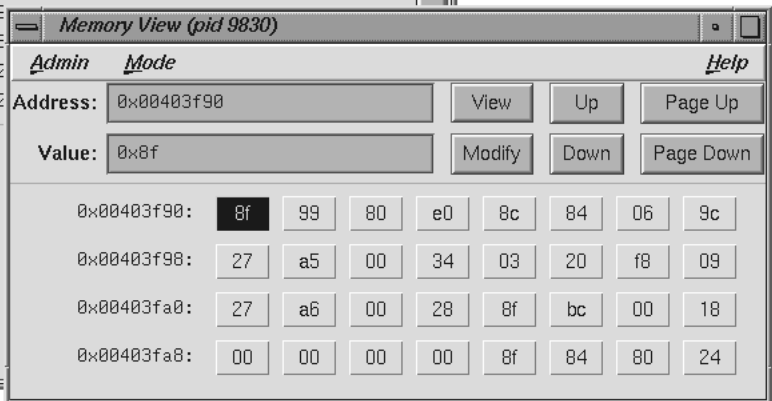 Memory View (pid 9830)
Admin Mode Help
Address: 0x00403f90 View Up Page Up
Value: 0x8f Modify Down Page Down
0x00403f90: 8f 99 80 e0 8c 84 06 9c
0x00403f98: 27 a5 00 34 03 20 f8 09
0x00403fa0: 27 a6 00 28 8f bc 00 18
0x00403fa8: 00 00 00 00 8f 84 80 24